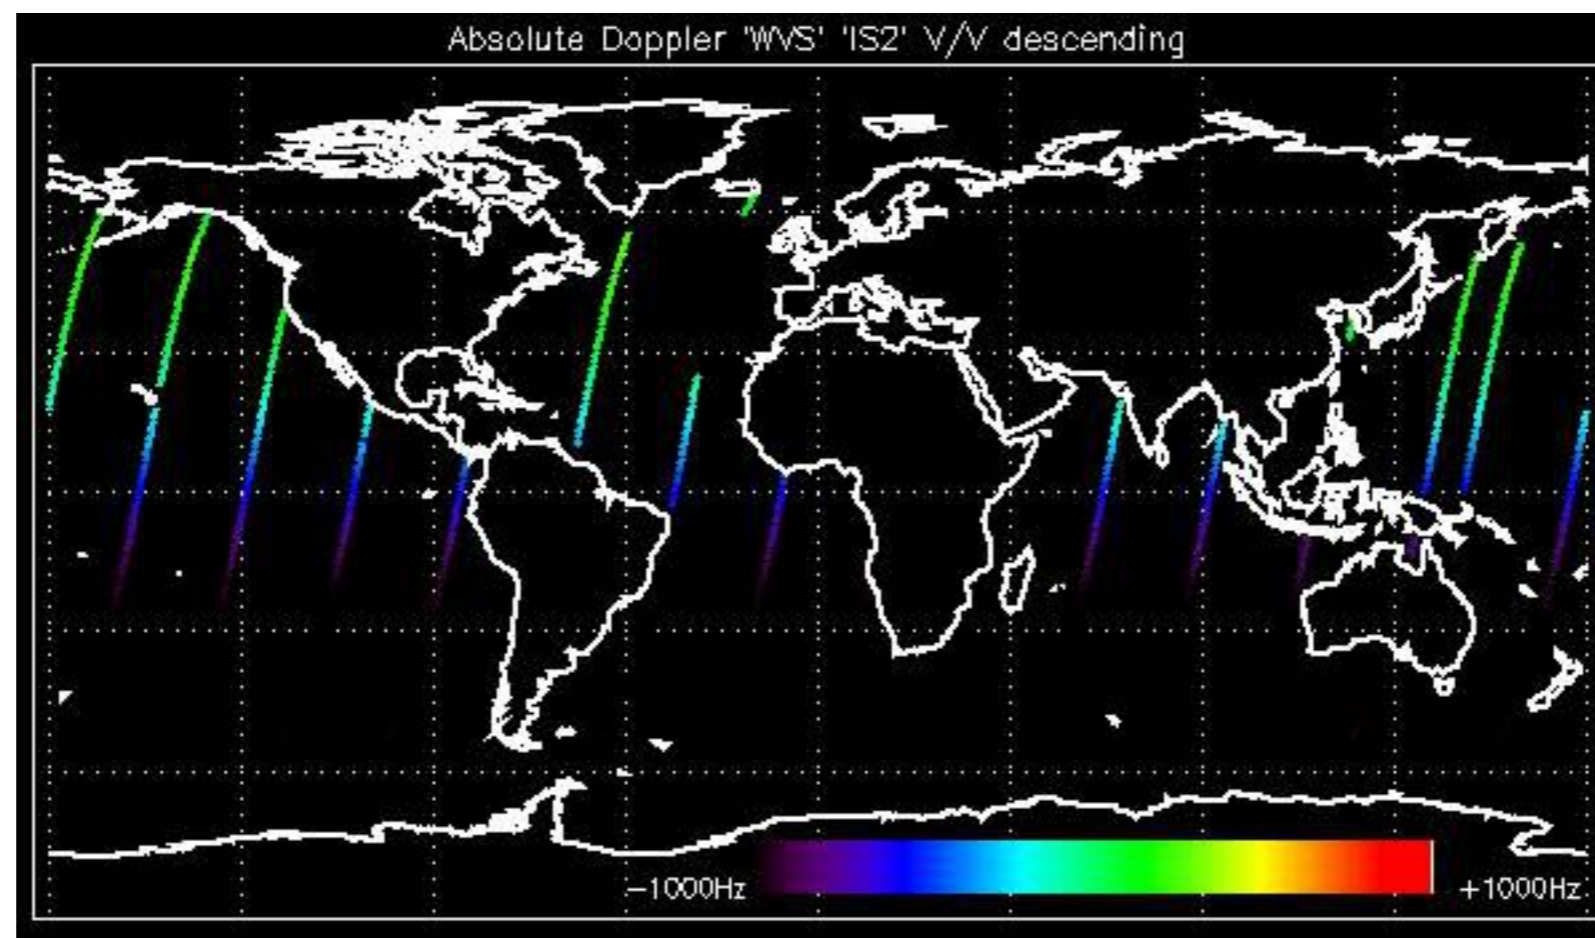 Absolute Doppler 'WVS' 'IS2' V/V descending
−1000Hz
+1000Hz